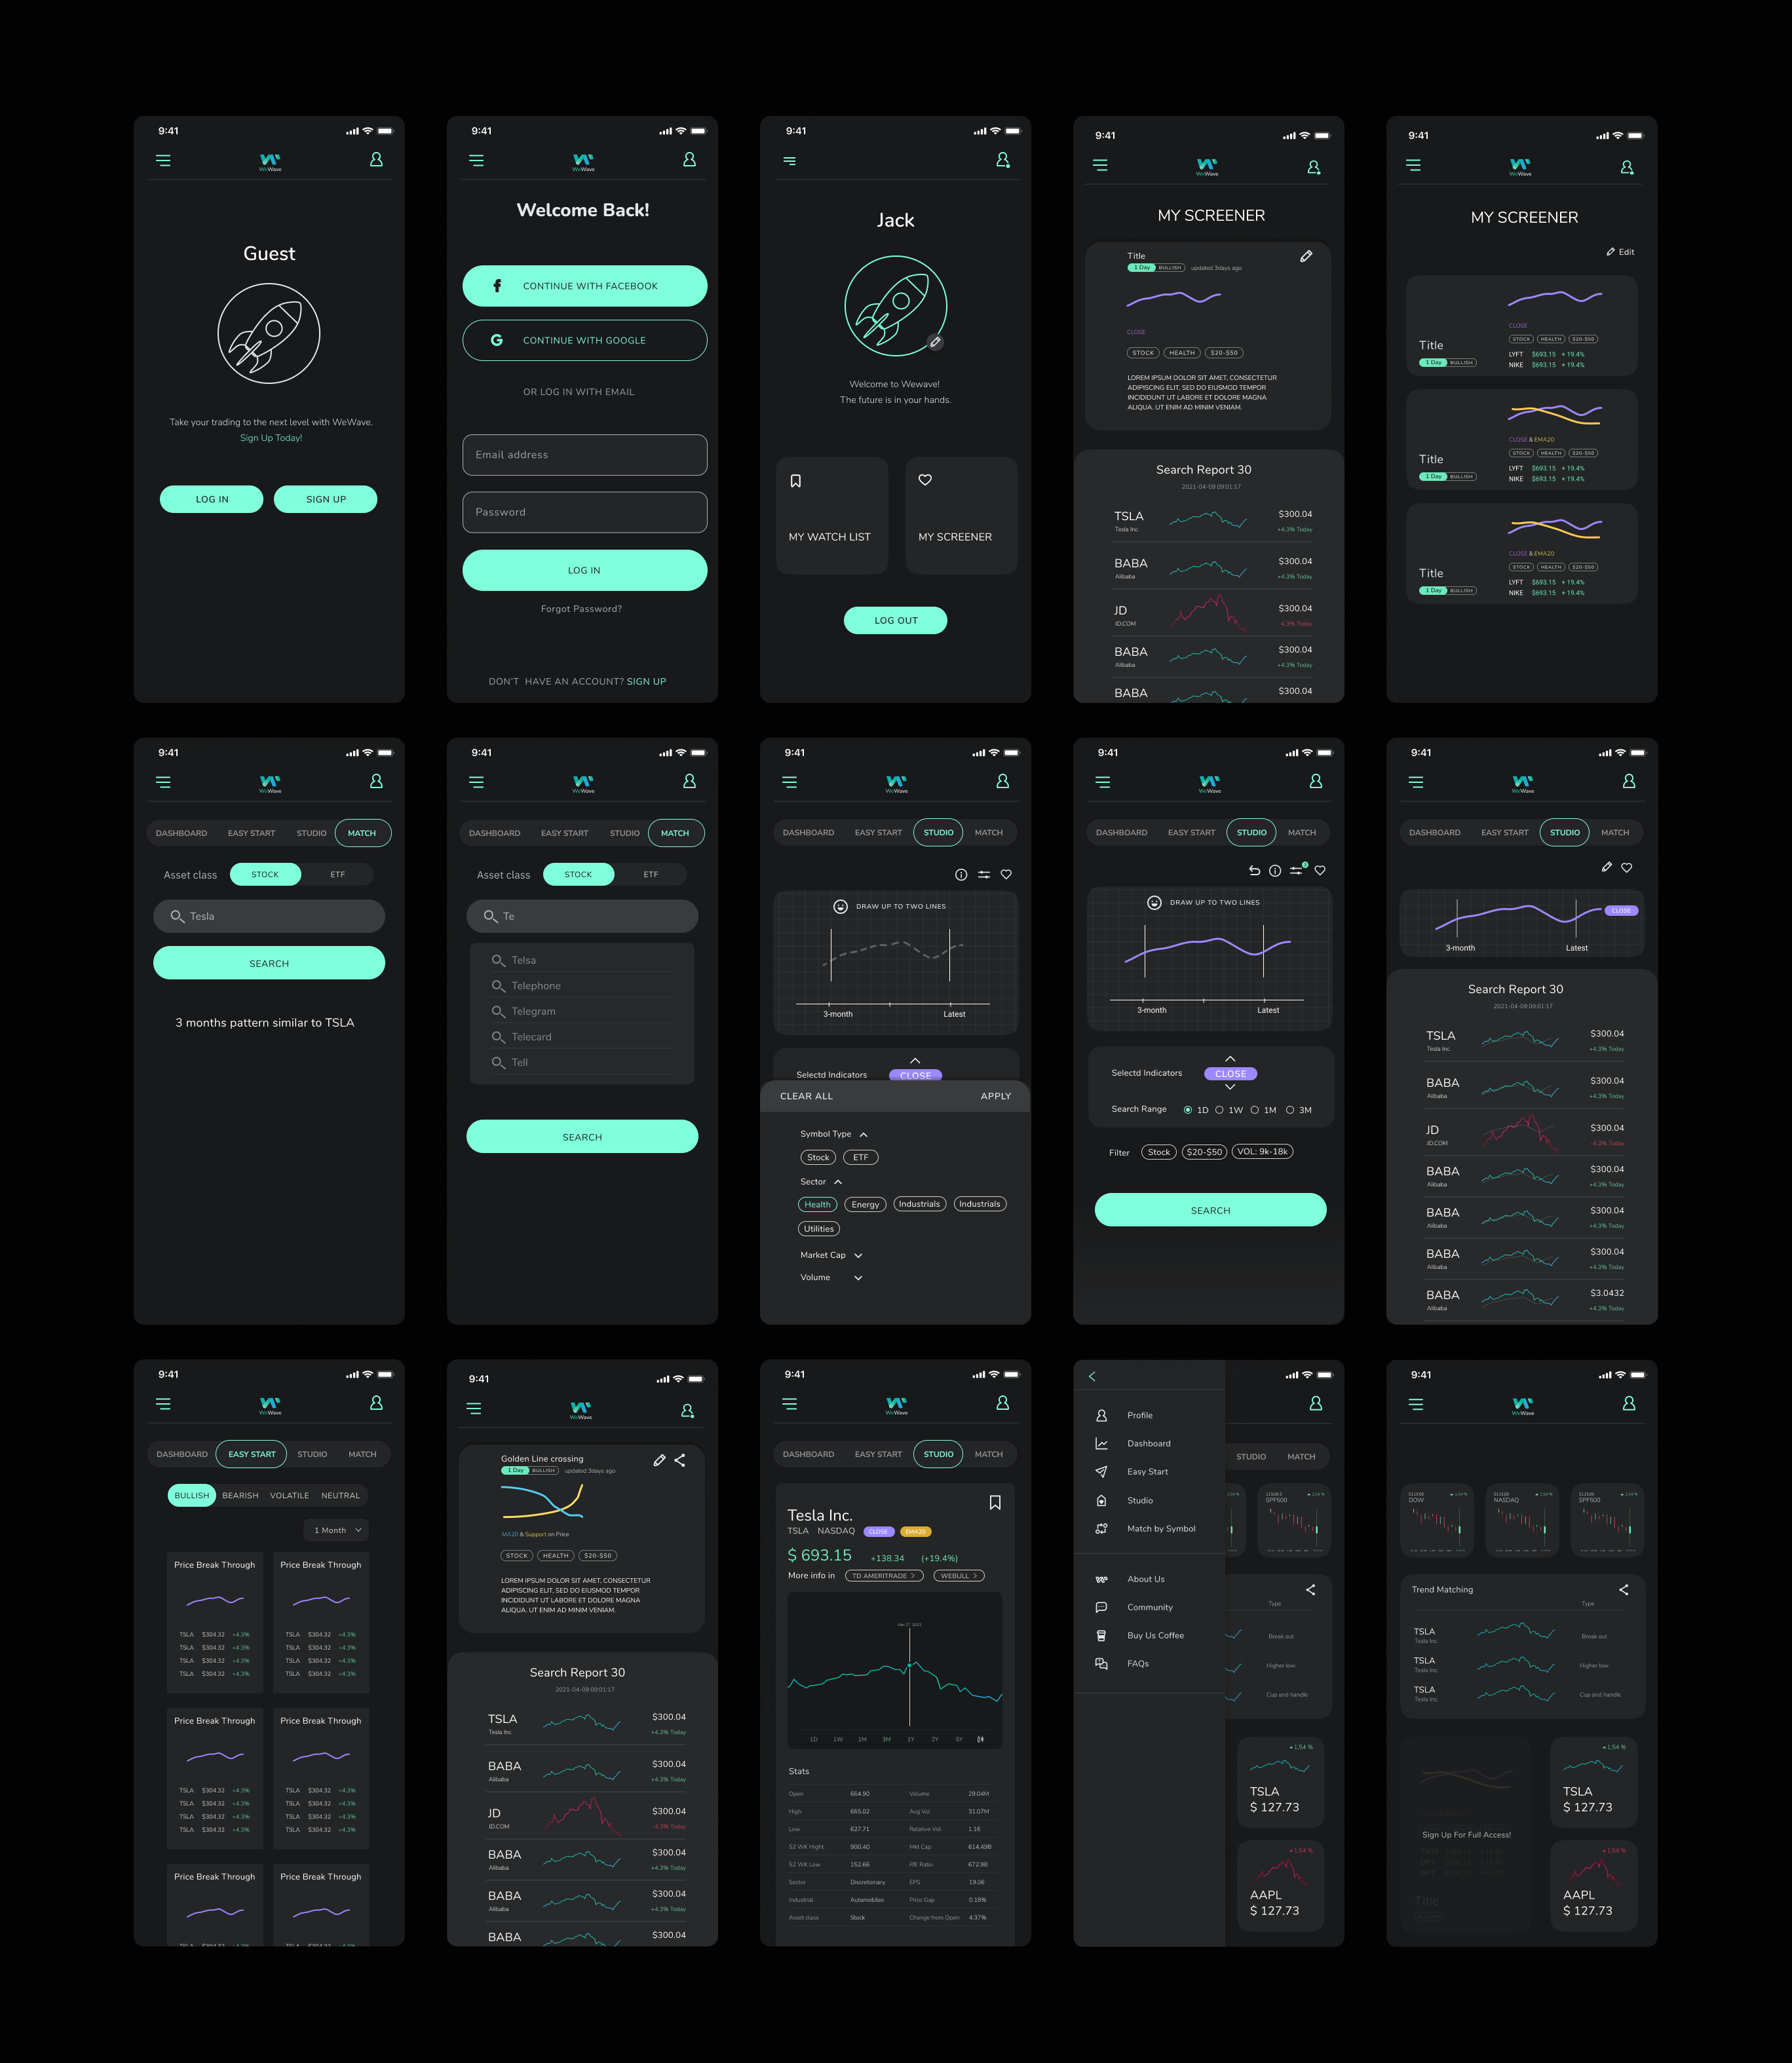 9:41
WeWave
Guest
Take your trading to the next level with WeWave.
Sign Up Today!
LOG IN
SIGN UP
9:41
WeWave
Welcome Back!
CONTINUE WITH FACEBOOK
CONTINUE WITH GOOGLE
OR LOG IN WITH EMAIL
Email address
Password
LOG IN
Forgot Password?
DON'T HAVE AN ACCOUNT? SIGN UP
9:41
Jack
Welcome to Wewave!
The future is in your hands.
MY WATCH LIST
MY SCREENER
LOG OUT
9:41
WeWave
MY SCREENER
Title
1 Day BULLISH updated 3days ago
CLOSE
STOCK HEALTH $20-$50
LOREM IPSUM DOLOR SIT AMET, CONSECTETUR
ADIPISCING ELIT, SED DO EIUSMOD TEMPOR
INCIDIDUNT UT LABORE ET DOLORE MAGNA
ALIQUA. UT ENIM AD MINIM VENIAM.
Search Report 30
2021-04-09 09:01:17
TSLA $300.04
Tesla Inc. +4.3% Today
BABA $300.04
Alibaba +4.3% Today
JD $300.04
JD.COM -4.3% Today
BABA $300.04
Alibaba +4.3% Today
BABA $300.04
9:41
WeWave
MY SCREENER
Edit
CLOSE
STOCK HEALTH $20-$50
Title
LYFT $693.15 + 19.4%
1 Day BULLISH
NIKE $693.15 + 19.4%
CLOSE & EMA20
STOCK HEALTH $20-$50
Title
LYFT $693.15 + 19.4%
1 Day BULLISH
NIKE $693.15 + 19.4%
CLOSE & EMA20
STOCK HEALTH $20-$50
Title
LYFT $693.15 + 19.4%
1 Day BULLISH
NIKE $693.15 + 19.4%
9:41
WeWave
DASHBOARD EASY START STUDIO MATCH
Asset class STOCK ETF
Tesla
SEARCH
3 months pattern similar to TSLA
9:41
WeWave
DASHBOARD EASY START STUDIO MATCH
Asset class STOCK ETF
Te
Telsa
Telephone
Telegram
Telecard
Tell
SEARCH
9:41
WeWave
DASHBOARD EASY START STUDIO MATCH
DRAW UP TO TWO LINES
3-month Latest
Selectd Indicators CLOSE
CLEAR ALL APPLY
Symbol Type
Stock ETF
Sector
Health Energy Industrials Industrials
Utilities
Market Cap
Volume
9:41
WeWave
DASHBOARD EASY START STUDIO MATCH
3
DRAW UP TO TWO LINES
3-month Latest
Selectd Indicators CLOSE
Search Range 1D 1W 1M 3M
Filter Stock $20-$50 VOL: 9k-18k
SEARCH
9:41
WeWave
DASHBOARD EASY START STUDIO MATCH
CLOSE
3-month Latest
Search Report 30
2021-04-09 09:01:17
TSLA $300.04
Tesla Inc. +4.3% Today
BABA $300.04
Alibaba +4.3% Today
JD $300.04
JD.COM -4.3% Today
BABA $300.04
Alibaba +4.3% Today
BABA $300.04
Alibaba +4.3% Today
BABA $300.04
Alibaba +4.3% Today
BABA $3.0432
Alibaba +4.3% Today
9:41
WeWave
DASHBOARD EASY START STUDIO MATCH
BULLISH BEARISH VOLATILE NEUTRAL
1 Month
Price Break Through Price Break Through
TSLA $304.32 +4.3% TSLA $304.32 +4.3%
TSLA $304.32 +4.3% TSLA $304.32 +4.3%
TSLA $304.32 +4.3% TSLA $304.32 +4.3%
TSLA $304.32 +4.3% TSLA $304.32 +4.3%
Price Break Through Price Break Through
TSLA $304.32 +4.3% TSLA $304.32 +4.3%
TSLA $304.32 +4.3% TSLA $304.32 +4.3%
TSLA $304.32 +4.3% TSLA $304.32 +4.3%
TSLA $304.32 +4.3% TSLA $304.32 +4.3%
Price Break Through Price Break Through
9:41
WeWave
Golden Line crossing
1 Day BULLISH updated 3days ago
MA20 & Support on Price
STOCK HEALTH $20-$50
LOREM IPSUM DOLOR SIT AMET, CONSECTETUR
ADIPISCING ELIT, SED DO EIUSMOD TEMPOR
INCIDIDUNT UT LABORE ET DOLORE MAGNA
ALIQUA. UT ENIM AD MINIM VENIAM.
Search Report 30
2021-04-09 09:01:17
TSLA $300.04
Tesla Inc. +4.3% Today
BABA $300.04
Alibaba +4.3% Today
JD $300.04
JD.COM -4.3% Today
BABA $300.04
Alibaba +4.3% Today
BABA $300.04
Alibaba +4.3% Today
BABA $300.04
9:41
WeWave
DASHBOARD EASY START STUDIO MATCH
Tesla Inc.
TSLA NASDAQ CLOSE EMA20
$ 693.15 +138.34 (+19.4%)
More info in TD AMERITRADE > WEBULL >
1D 1W 1M 3M 1Y 2Y 5Y
Stats
Open 664.90 Volume 29.04M
High 665.02 Avg Vol 31.07M
Low 627.71 Relative Vol 1.16
52 WK Hight 900.40 Mkt Cap 614.49B
52 WK Low 152.66 P/E Ratio 672.98
Sector Discretionary EPS 19.06
Industrial Automobiles Price Gap 0.18%
Asset class Stock Change from Open 4.37%
Profile
Dashboard
Easy Start
Studio
Match by Symbol
About Us
Community
Buy Us Coffee
FAQs
STUDIO MATCH
1,54 %
SPF500
Type
Break out
Higher low
Cup and handle
1,54 %
TSLA
$ 127.73
1,54 %
AAPL
$ 127.73
9:41
WeWave
1,54 % 1,54 % 1,54 %
DOW NASDAQ SPF500
Trend Matching
Type
TSLA Break out
Tesla Inc.
TSLA Higher low
Tesla Inc.
TSLA Cup and handle
Tesla Inc.
1,54 %
TSLA
$ 127.73
Sign Up For Full Access!
Title
1,54 %
AAPL
$ 127.73